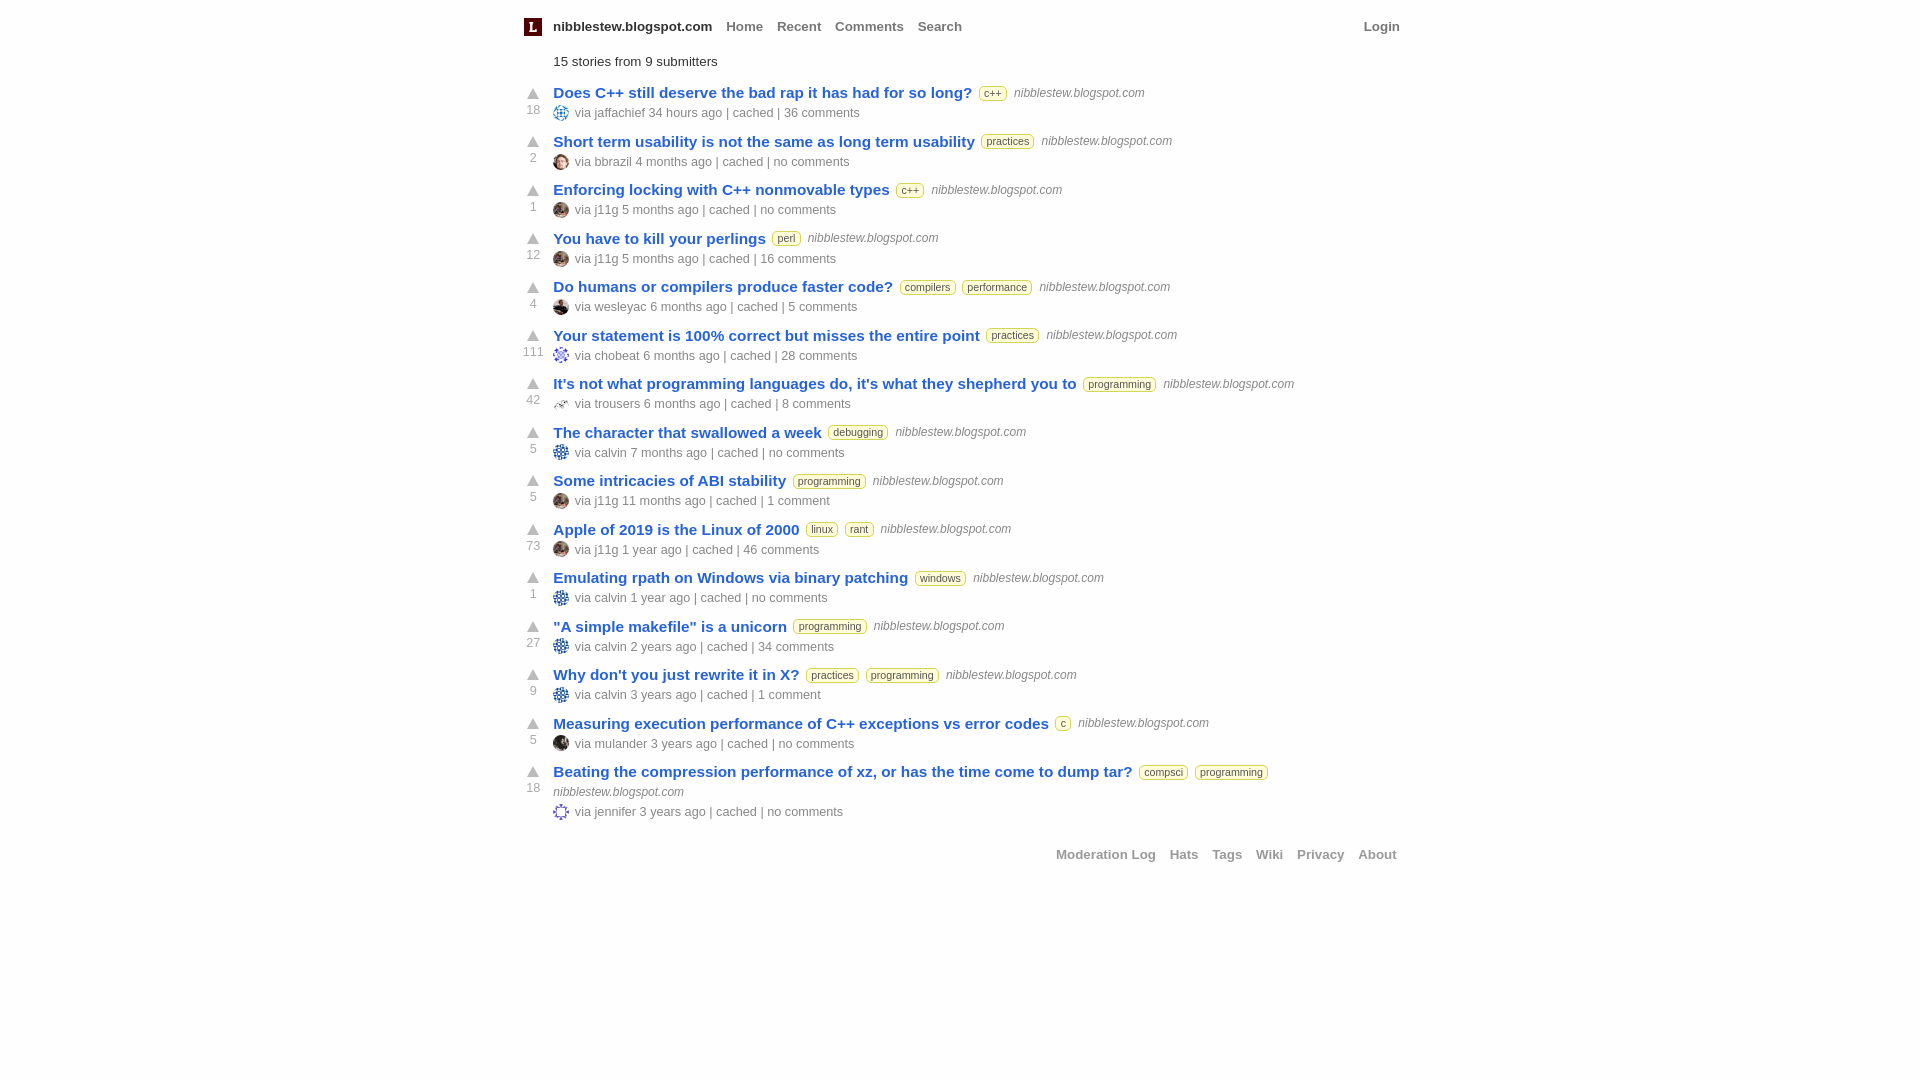 L nibblestew.blogspot.com Home Recent Comments Search Login
15 stories from 9 submitters
Does C++ still deserve the bad rap it has had for so long? c++ nibblestew.blogspot.com
18 via jaffachief 34 hours ago | cached | 36 comments
Short term usability is not the same as long term usability practices nibblestew.blogspot.com
2 via bbrazil 4 months ago | cached | no comments
Enforcing locking with C++ nonmovable types c++ nibblestew.blogspot.com
1 via j11g 5 months ago | cached | no comments
You have to kill your perlings perl nibblestew.blogspot.com
12 via j11g 5 months ago | cached | 16 comments
Do humans or compilers produce faster code? compilers performance nibblestew.blogspot.com
4 via wesleyac 6 months ago | cached | 5 comments
Your statement is 100% correct but misses the entire point practices nibblestew.blogspot.com
111 via chobeat 6 months ago | cached | 28 comments
It's not what programming languages do, it's what they shepherd you to programming nibblestew.blogspot.com
42 via trousers 6 months ago | cached | 8 comments
The character that swallowed a week debugging nibblestew.blogspot.com
5 via calvin 7 months ago | cached | no comments
Some intricacies of ABI stability programming nibblestew.blogspot.com
5 via j11g 11 months ago | cached | 1 comment
Apple of 2019 is the Linux of 2000 linux rant nibblestew.blogspot.com
73 via j11g 1 year ago | cached | 46 comments
Emulating rpath on Windows via binary patching windows nibblestew.blogspot.com
1 via calvin 1 year ago | cached | no comments
"A simple makefile" is a unicorn programming nibblestew.blogspot.com
27 via calvin 2 years ago | cached | 34 comments
Why don't you just rewrite it in X? practices programming nibblestew.blogspot.com
9 via calvin 3 years ago | cached | 1 comment
Measuring execution performance of C++ exceptions vs error codes c nibblestew.blogspot.com
5 via mulander 3 years ago | cached | no comments
Beating the compression performance of xz, or has the time come to dump tar? compsci programming
18 nibblestew.blogspot.com
via jennifer 3 years ago | cached | no comments
Moderation Log Hats Tags Wiki Privacy About